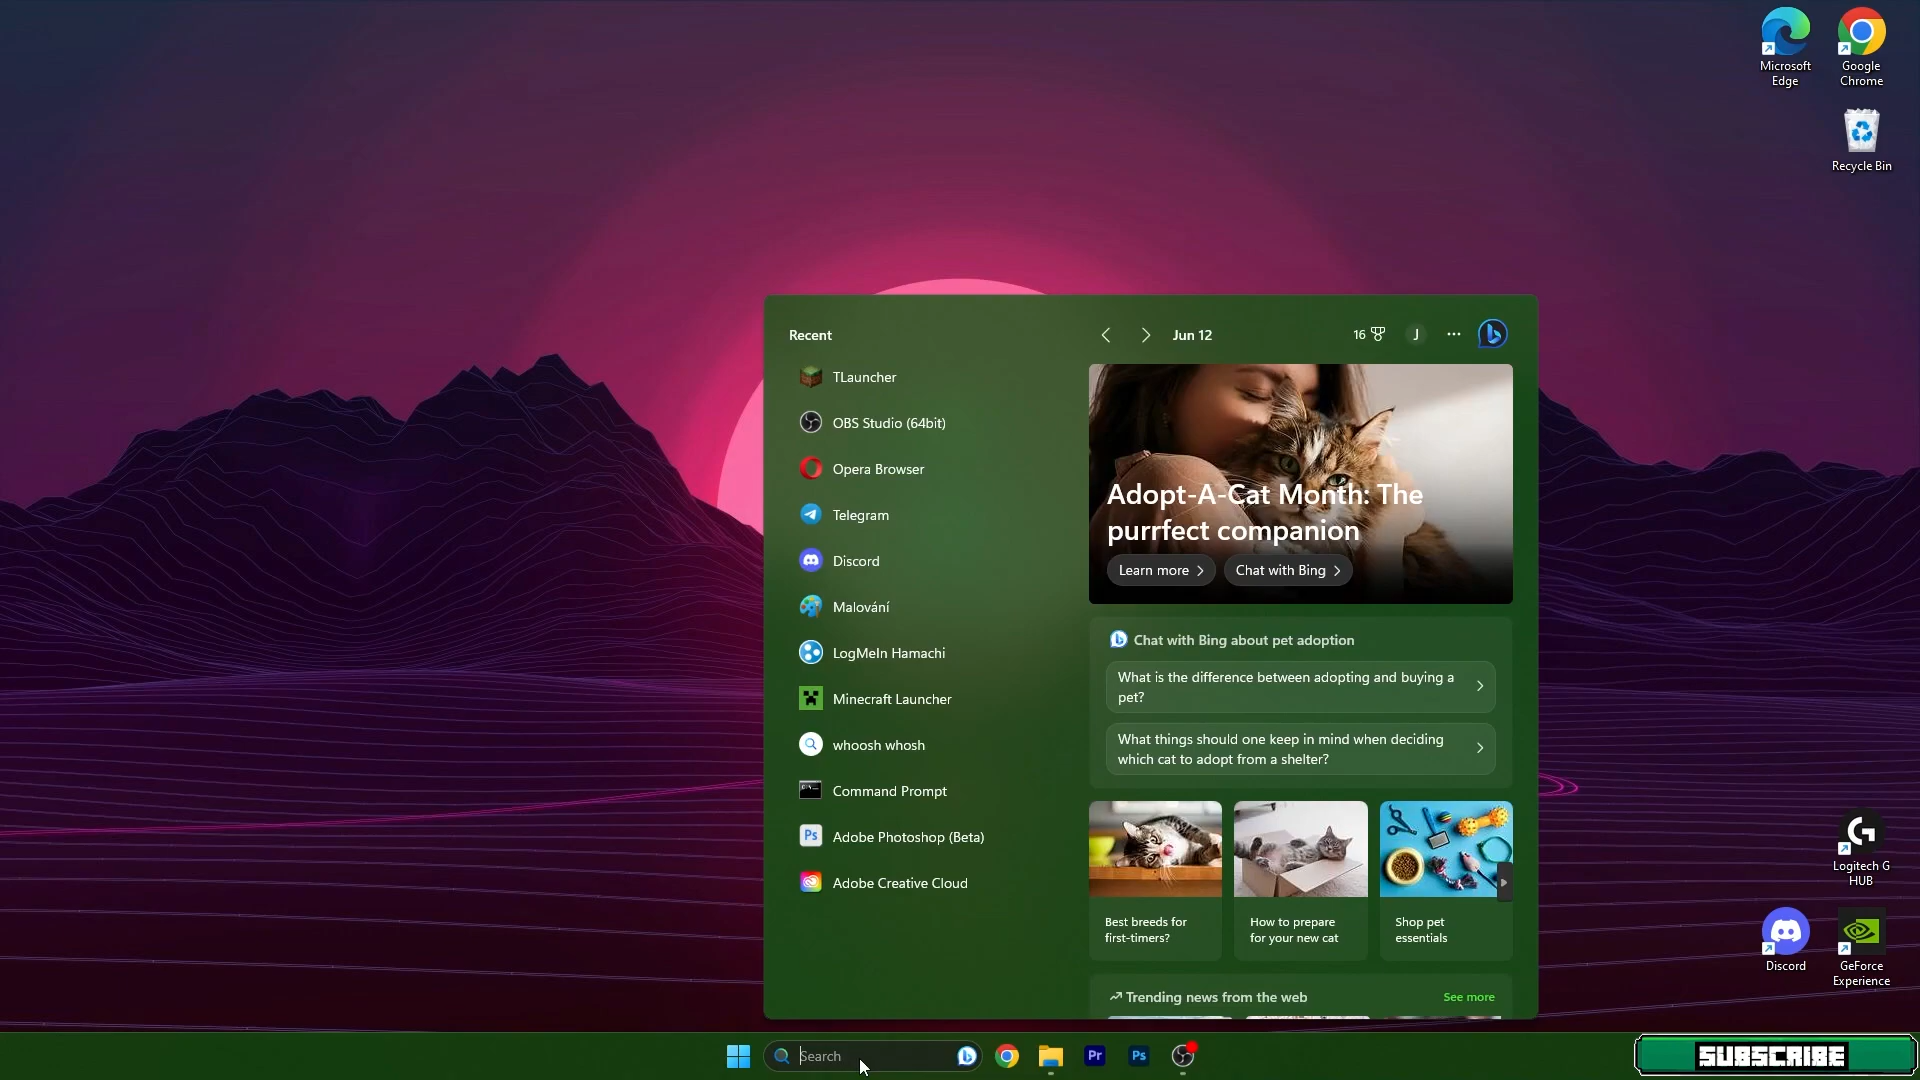 Microsoft
Edge
Google
Chrome
Recycle Bin
Recent
TLauncher
OBS Studio (64bit)
Opera Browser
Telegram
Discord
Malování
LogMeIn Hamachi
Minecraft Launcher
whoosh whosh
Command Prompt
Adobe Photoshop (Beta)
Adobe Creative Cloud
Jun 12
16
J
Adopt-A-Cat Month: The
purrfect companion
Learn more
Chat with Bing
Chat with Bing about pet adoption
What is the difference between adopting and buying a
pet?
What things should one keep in mind when deciding
which cat to adopt from a shelter?
Best breeds for
first-timers?
How to prepare
for your new cat
Shop pet
essentials
Trending news from the web
See more
Logitech G
HUB
Discord
GeForce
Experience
Search
Pr
Ps
SUBSCRIBE